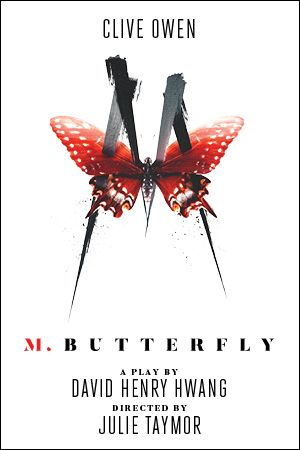 CLIVE OWEN
M. BUTTERFLY
A PLAY BY
DAVID HENRY HWANG
DIRECTED BY
JULIE TAYMOR